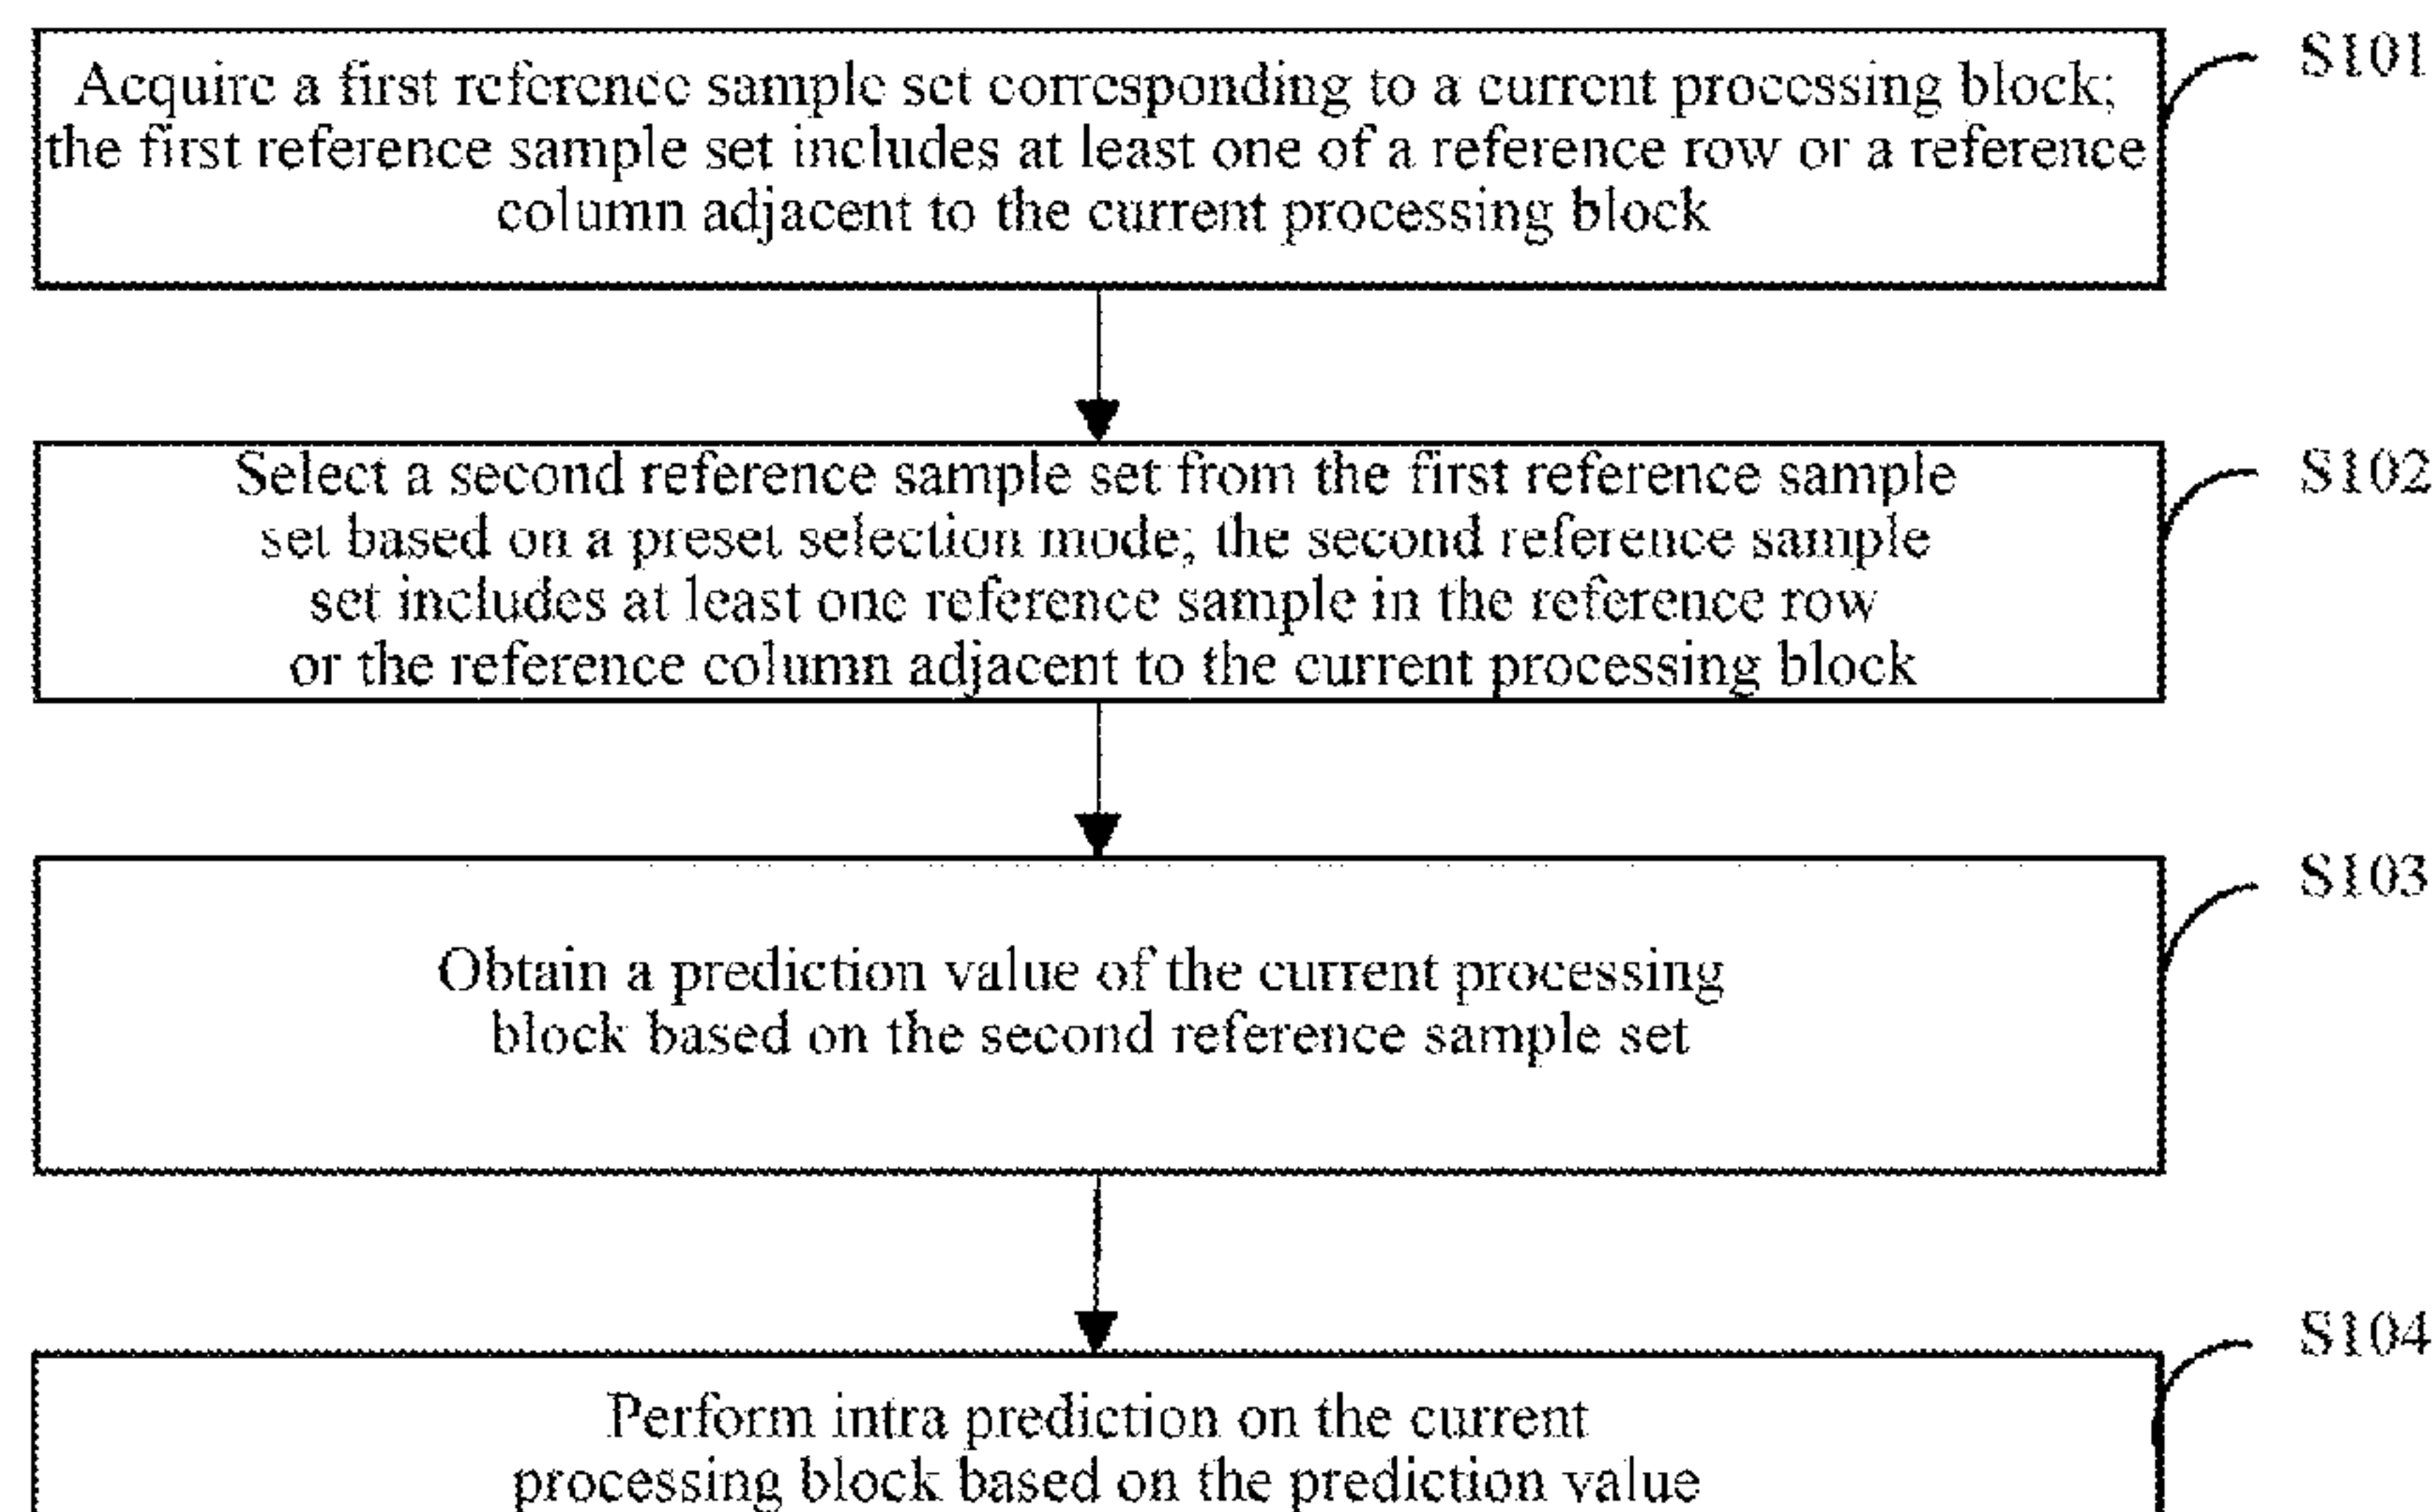 Acquire a first reference sample set corresponding to a current processing block;
the first reference sample set includes at least one of a reference row or a reference
column adjacent to the current processing block
S101
Select a second reference sample set from the first reference sample
set based on a preset selection mode; the second reference sample
set includes at least one reference sample in the reference row
or the reference column adjacent to the current processing block
S102
Obtain a prediction value of the current processing
block based on the second reference sample set
S103
Perform intra prediction on the current
processing block based on the prediction value
S104